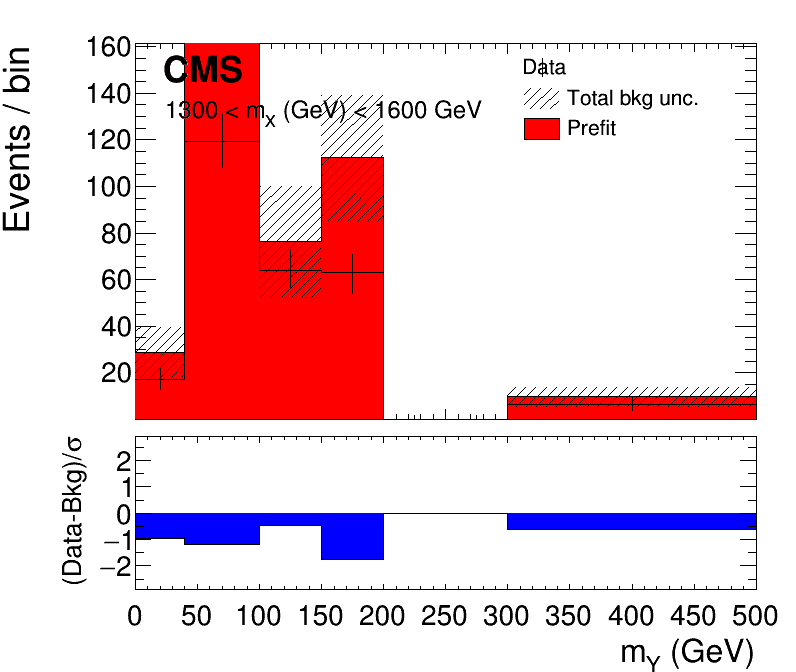 Events / bin
160
140
120
100
80
60
40
20
CMS
1300 < mX (GeV) < 1600 GeV
Data
Total bkg unc.
Prefit
(Data-Bkg)/σ
2
1
0
−1
−2
0 50 100 150 200 250 300 350 400 450 500
mY (GeV)